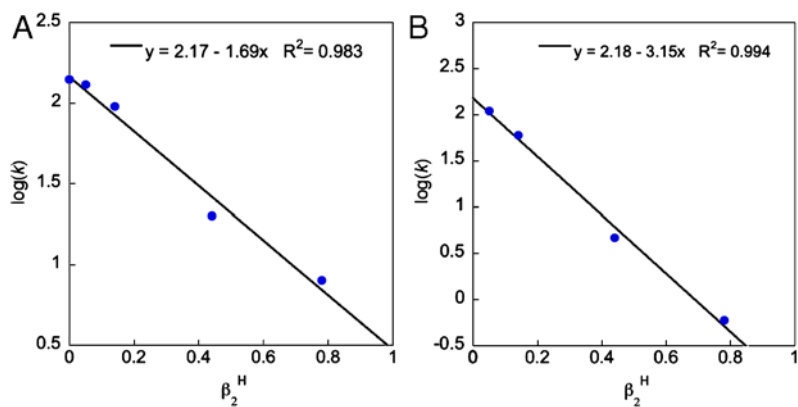 A
y = 2.17 - 1.69x R²= 0.983
2.5
2
1.5
1
0.5
log(k)
0 0.2 0.4 0.6 0.8 1
β₂ᴴ
B
y = 2.18 - 3.15x R²= 0.994
3
2.5
2
1.5
1
0.5
0
-0.5
log(k)
0 0.2 0.4 0.6 0.8 1
β₂ᴴ